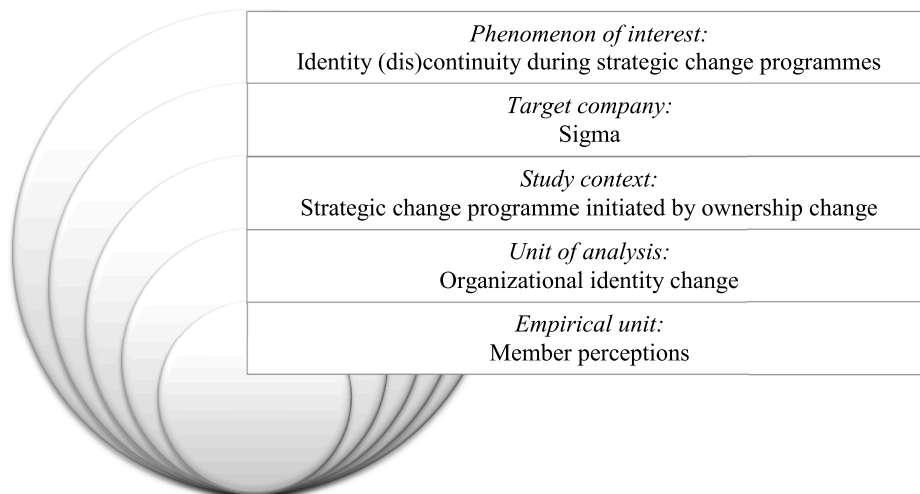 Phenomenon of interest:
Identity (dis)continuity during strategic change programmes
Target company:
Sigma
Study context:
Strategic change programme initiated by ownership change
Unit of analysis:
Organizational identity change
Empirical unit:
Member perceptions